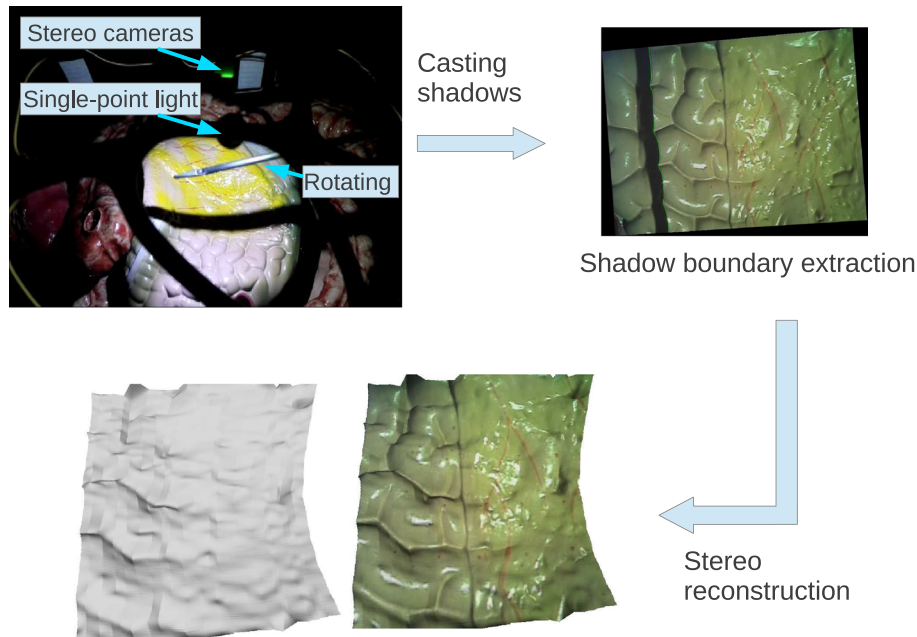 Stereo cameras
Single-point light
Rotating
Casting
shadows
Shadow boundary extraction
Stereo
reconstruction